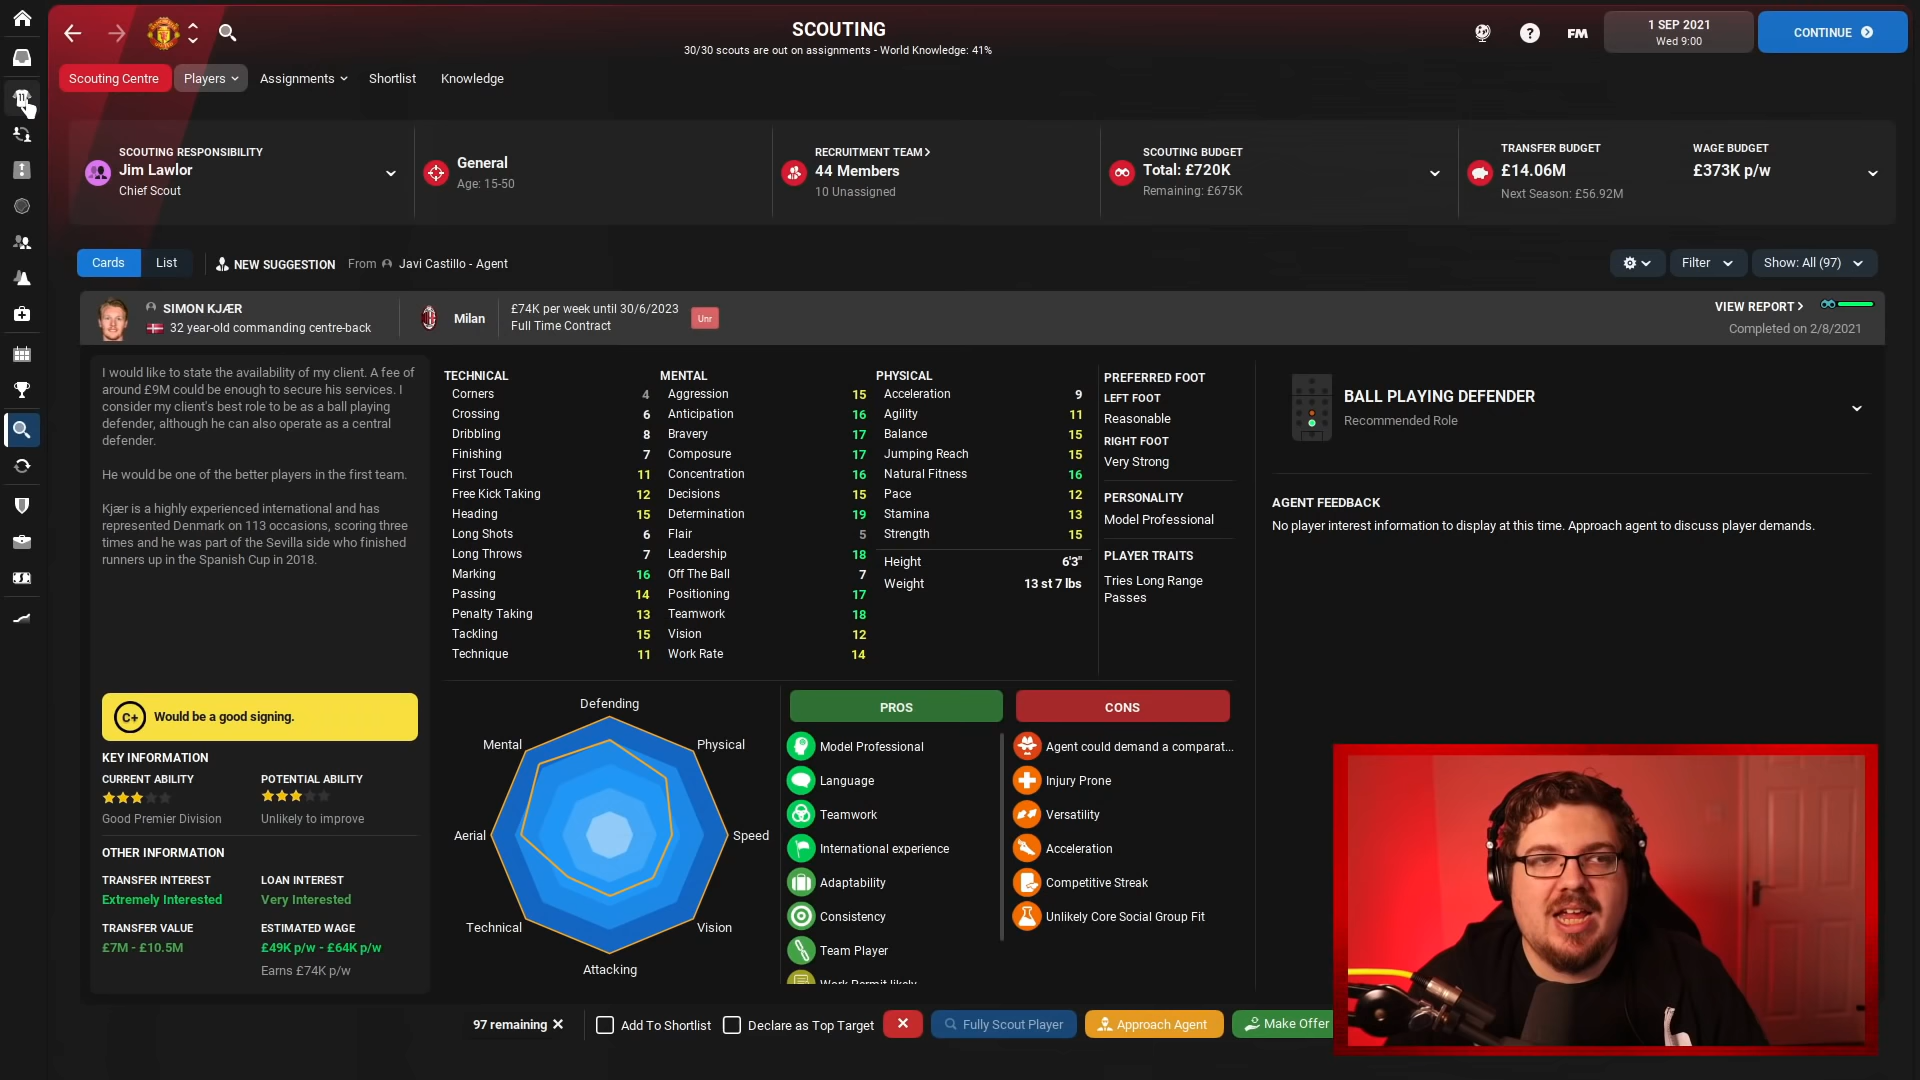 SCOUTING
30/30 scouts are out on assignments - World Knowledge: 41%
FM
1 SEP 2021
Wed 9:00
CONTINUE
Scouting Centre
Players
Assignments
Shortlist
Knowledge
SCOUTING RESPONSIBILITY
Jim Lawlor
Chief Scout
General
Age: 15-50
RECRUITMENT TEAM
44 Members
10 Unassigned
SCOUTING BUDGET
Total: £720K
Remaining: £675K
TRANSFER BUDGET
£14.06M
Next Season: £56.92M
WAGE BUDGET
£373K p/w
Cards
List
NEW SUGGESTION
From Javi Castillo - Agent
Filter
Show: All (97)
SIMON KJÆR
32 year-old commanding centre-back
Milan
£74K per week until 30/6/2023
Full Time Contract
Unr
VIEW REPORT
Completed on 2/8/2021
I would like to state the availability of my client. A fee of
around £9M could be enough to secure his services. I
consider my client's best role to be as a ball playing
defender, although he can also operate as a central
defender.
He would be one of the better players in the first team.
Kjær is a highly experienced international and has
represented Denmark on 113 occasions, scoring three
times and he was part of the Sevilla side who finished
runners up in the Spanish Cup in 2018.
C+ Would be a good signing.
KEY INFORMATION
CURRENT ABILITY
Good Premier Division
POTENTIAL ABILITY
Unlikely to improve
OTHER INFORMATION
TRANSFER INTEREST
Extremely Interested
LOAN INTEREST
Very Interested
TRANSFER VALUE
£7M - £10.5M
ESTIMATED WAGE
£49K p/w - £64K p/w
Earns £74K p/w
TECHNICAL
Corners 4
Crossing 6
Dribbling 8
Finishing 7
First Touch 11
Free Kick Taking 12
Heading 15
Long Shots 6
Long Throws 7
Marking 16
Passing 14
Penalty Taking 13
Tackling 15
Technique 11
MENTAL
Aggression 15
Anticipation 16
Bravery 17
Composure 17
Concentration 16
Decisions 15
Determination 19
Flair 5
Leadership 18
Off The Ball 7
Positioning 17
Teamwork 18
Vision 12
Work Rate 14
PHYSICAL
Acceleration 9
Agility 11
Balance 15
Jumping Reach 15
Natural Fitness 16
Pace 12
Stamina 13
Strength 15
Height 6'3"
Weight 13 st 7 lbs
PREFERRED FOOT
LEFT FOOT
Reasonable
RIGHT FOOT
Very Strong
PERSONALITY
Model Professional
PLAYER TRAITS
Tries Long Range
Passes
BALL PLAYING DEFENDER
Recommended Role
AGENT FEEDBACK
No player interest information to display at this time. Approach agent to discuss player demands.
Defending
Physical
Speed
Vision
Attacking
Technical
Aerial
Mental
PROS
Model Professional
Language
Teamwork
International experience
Adaptability
Consistency
Team Player
Work Permit likely
CONS
Agent could demand a comparat...
Injury Prone
Versatility
Acceleration
Competitive Streak
Unlikely Core Social Group Fit
97 remaining
Add To Shortlist
Declare as Top Target
Fully Scout Player
Approach Agent
Make Offer